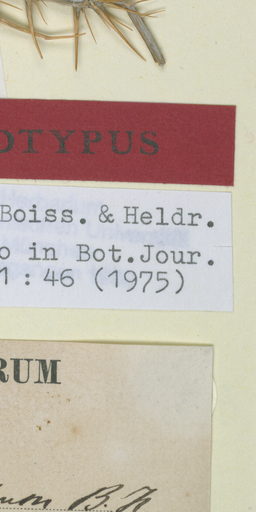 OTYPUS
Boiss. & Heldr.
o in Bot.Jour.
1 : 46 (1975)
RUM
B. H